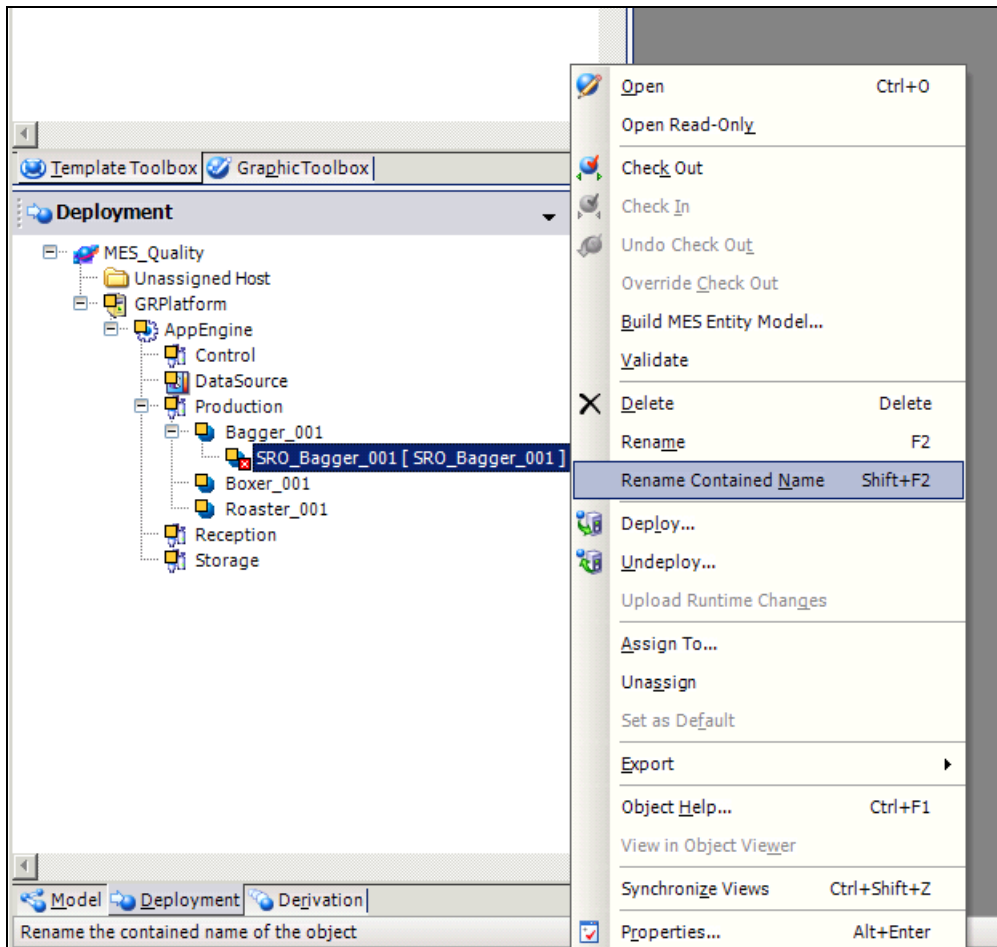 Template Toolbox GraphicToolbox
Deployment
MES_Quality
Unassigned Host
GRPlatform
AppEngine
Control
DataSource
Production
Bagger_001
SRO_Bagger_001 [ SRO_Bagger_001 ]
Boxer_001
Roaster_001
Reception
Storage
Model Deployment Derivation
Rename the contained name of the object
Open Ctrl+O
Open Read-Only
Check Out
Check In
Undo Check Out
Override Check Out
Build MES Entity Model...
Validate
Delete Delete
Rename F2
Rename Contained Name Shift+F2
Deploy...
Undeploy...
Upload Runtime Changes
Assign To...
Unassign
Set as Default
Export
Object Help... Ctrl+F1
View in Object Viewer
Synchronize Views Ctrl+Shift+Z
Properties... Alt+Enter